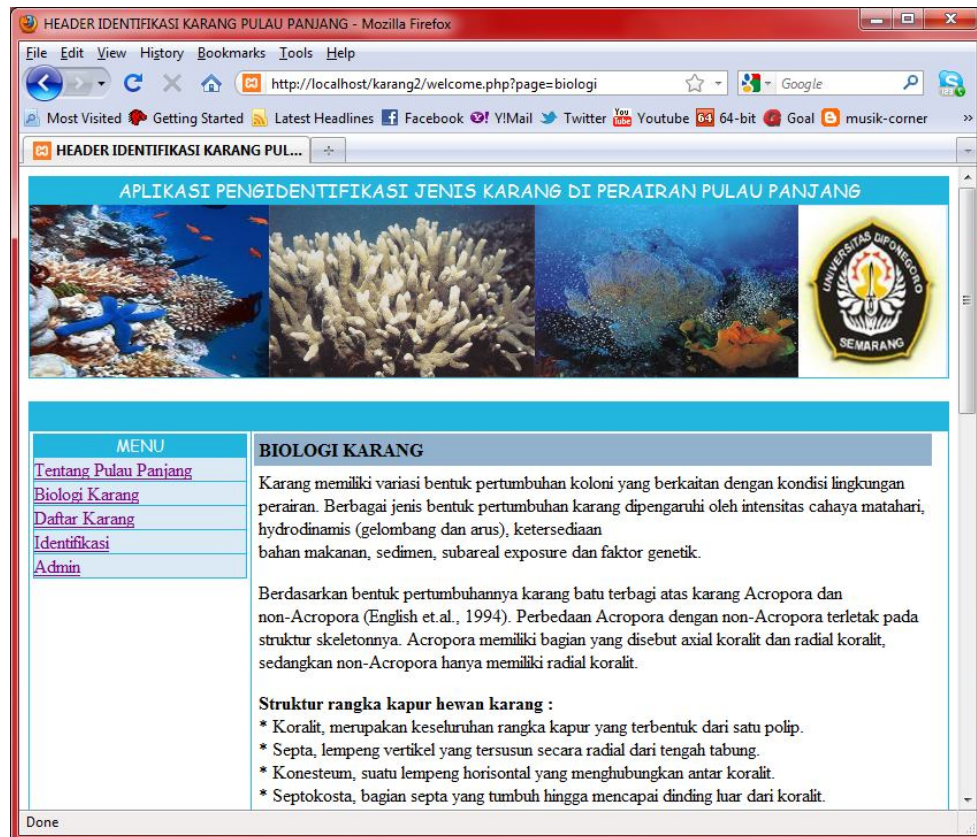 HEADER IDENTIFIKASI KARANG PULAU PANJANG - Mozilla Firefox
File Edit View History Bookmarks Tools Help
http://localhost/karang2/welcome.php?page=biologi
Google
Most Visited Getting Started Latest Headlines Facebook Y!Mail Twitter You Tube Youtube 64 64-bit Goal musik-corner »
HEADER IDENTIFIKASI KARANG PUL...
APLIKASI PENGIDENTIFIKASI JENIS KARANG DI PERAIRAN PULAU PANJANG
UNIVERSITAS DIPONEGORO
SEMARANG
MENU
Tentang Pulau Panjang
Biologi Karang
Daftar Karang
Identifikasi
Admin
BIOLOGI KARANG
Karang memiliki variasi bentuk pertumbuhan koloni yang berkaitan dengan kondisi lingkungan
perairan. Berbagai jenis bentuk pertumbuhan karang dipengaruhi oleh intensitas cahaya matahari,
hydrodinamis (gelombang dan arus), ketersediaan
bahan makanan, sedimen, subareal exposure dan faktor genetik.
Berdasarkan bentuk pertumbuhannya karang batu terbagi atas karang Acropora dan
non-Acropora (English et.al., 1994). Perbedaan Acropora dengan non-Acropora terletak pada
struktur skeletonnya. Acropora memiliki bagian yang disebut axial koralit dan radial koralit,
sedangkan non-Acropora hanya memiliki radial koralit.
Struktur rangka kapur hewan karang :
* Koralit, merupakan keseluruhan rangka kapur yang terbentuk dari satu polip.
* Septa, lempeng vertikel yang tersusun secara radial dari tengah tabung.
* Konesteum, suatu lempeng horisontal yang menghubungkan antar koralit.
* Septokosta, bagian septa yang tumbuh hingga mencapai dinding luar dari koralit.
Done